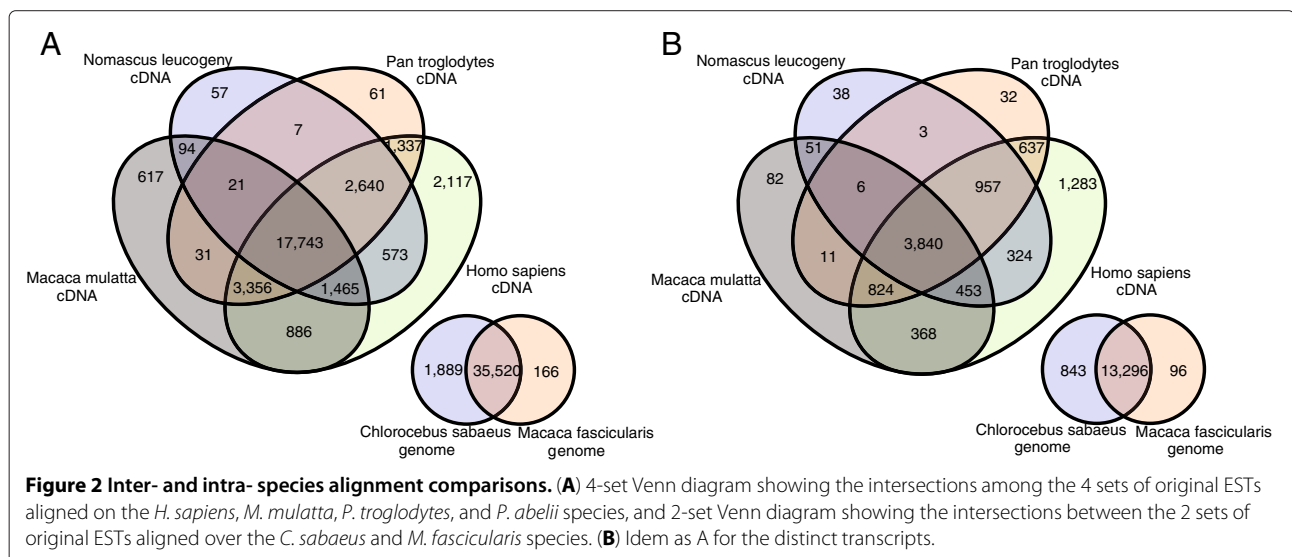 A
Nomascus leucogeny
cDNA
Pan troglodytes
cDNA
57
61
7
94
1,337
617
21
2,640
2,117
17,743
31
573
Macaca mulatta
cDNA
3,356
1,465
Homo sapiens
cDNA
886
1,889
35,520
166
Chlorocebus sabaeus
genome
Macaca fascicularis
genome
B
Nomascus leucogeny
cDNA
Pan troglodytes
cDNA
38
32
3
51
637
82
6
957
1,283
3,840
11
324
Macaca mulatta
cDNA
824
453
Homo sapiens
cDNA
368
843
13,296
96
Chlorocebus sabaeus
genome
Macaca fascicularis
genome
Figure 2 Inter- and intra- species alignment comparisons. (A) 4-set Venn diagram showing the intersections among the 4 sets of original ESTs
aligned on the H. sapiens, M. mulatta, P. troglodytes, and P. abelii species, and 2-set Venn diagram showing the intersections between the 2 sets of
original ESTs aligned over the C. sabaeus and M. fascicularis species. (B) Idem as A for the distinct transcripts.